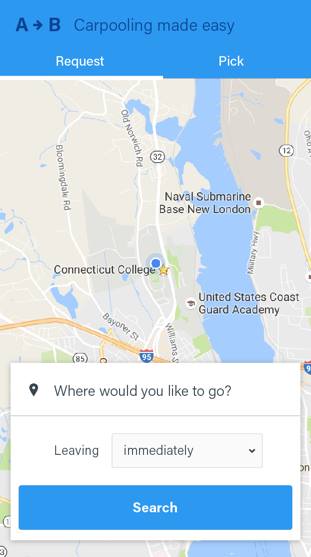 A → B Carpooling made easy
Request
Pick
Old Norwich Rd
Bloomingdale Rd
32
12
Naval Submarine
Base New London
Military Hwy
Connecticut College
United States Coast
Guard Academy
Bayonet St
Williams S
95
85
Where would you like to go?
Leaving
immediately
Search